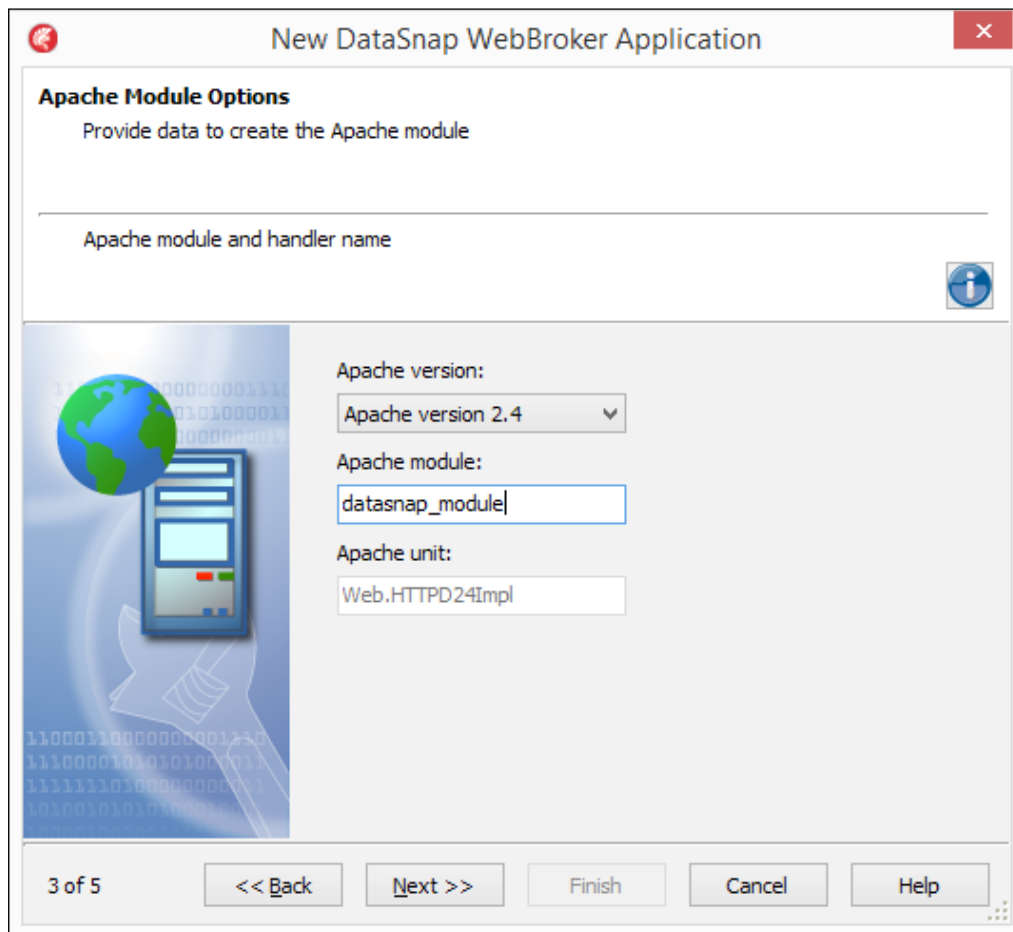 New DataSnap WebBroker Application
Apache Module Options
Provide data to create the Apache module
Apache module and handler name
Apache version:
Apache version 2.4
Apache module:
datasnap_module
Apache unit:
Web.HTTPD24Impl
3 of 5
<< Back
Next >>
Finish
Cancel
Help